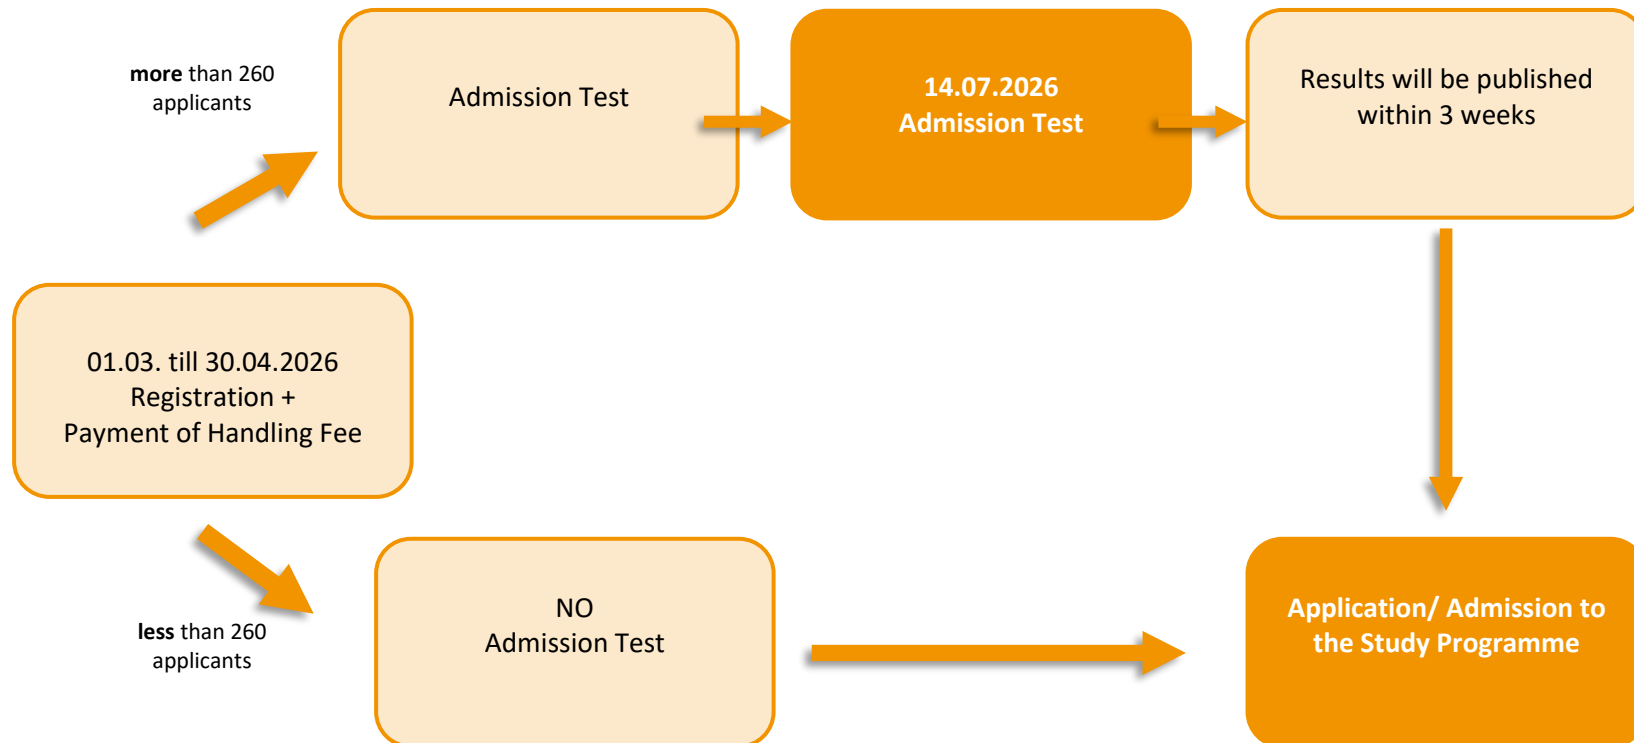 more than 260
applicants
Admission Test
14.07.2026
Admission Test
Results will be published
within 3 weeks
01.03. till 30.04.2026
Registration +
Payment of Handling Fee
less than 260
applicants
NO
Admission Test
Application/ Admission to
the Study Programme